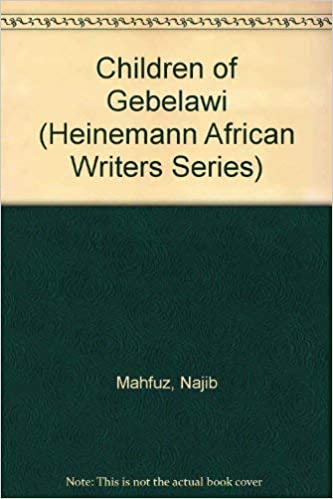 Children of
Gebelawi
(Heinemann African
Writers Series)
Mahfuz, Najib
Note: This is not the actual book cover